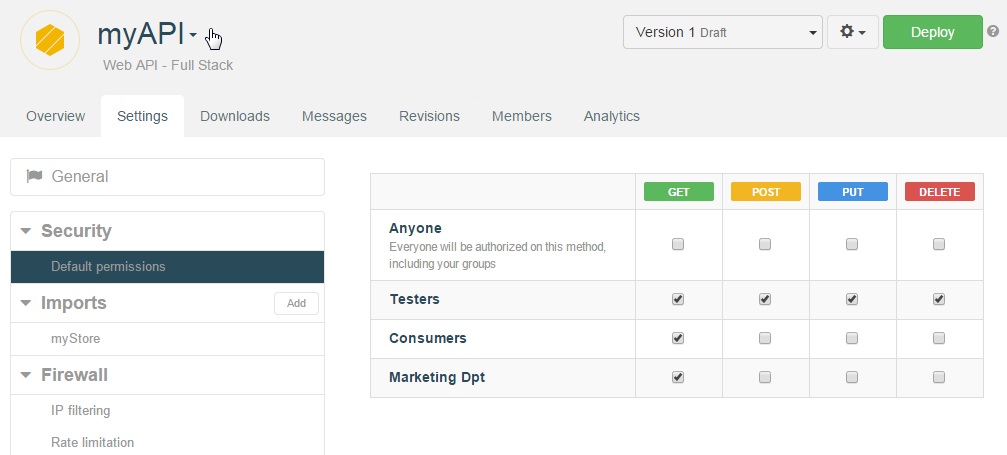 myAPI
Web API - Full Stack
Version 1 Draft
Deploy
?
Overview Settings Downloads Messages Revisions Members Analytics
General
Security
Default permissions
Imports
Add
myStore
Firewall
IP filtering
Rate limitation
GET POST PUT DELETE
Anyone
Everyone will be authorized on this method,
including your groups
Testers
Consumers
Marketing Dpt